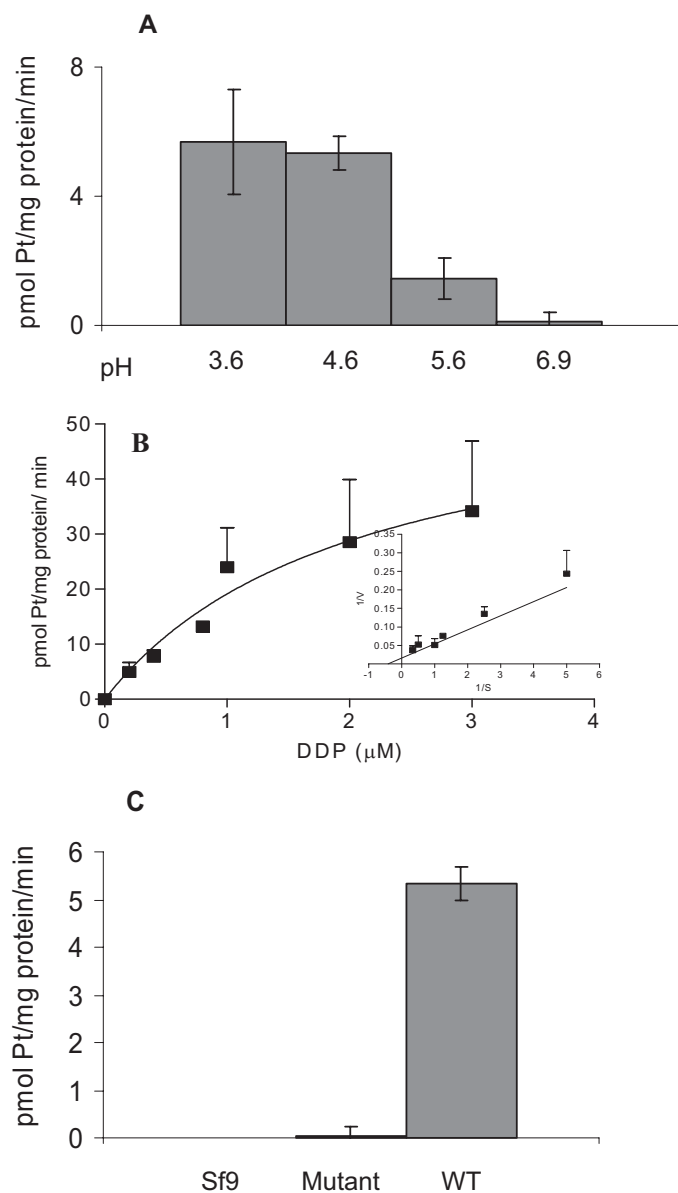 A
pmol Pt/mg protein/min
8
4
0
pH 3.6 4.6 5.6 6.9
B
pmol Pt/mg protein/ min
50
40
30
20
10
0
0 1 2 3 4
DDP (μM)
1/V
0.35
0.30
0.25
0.20
0.15
0.10
0.05
-1 0 1 2 3 4 5 6
1/S
C
pmol Pt/mg protein/min
6
5
4
3
2
1
0
Sf9 Mutant WT